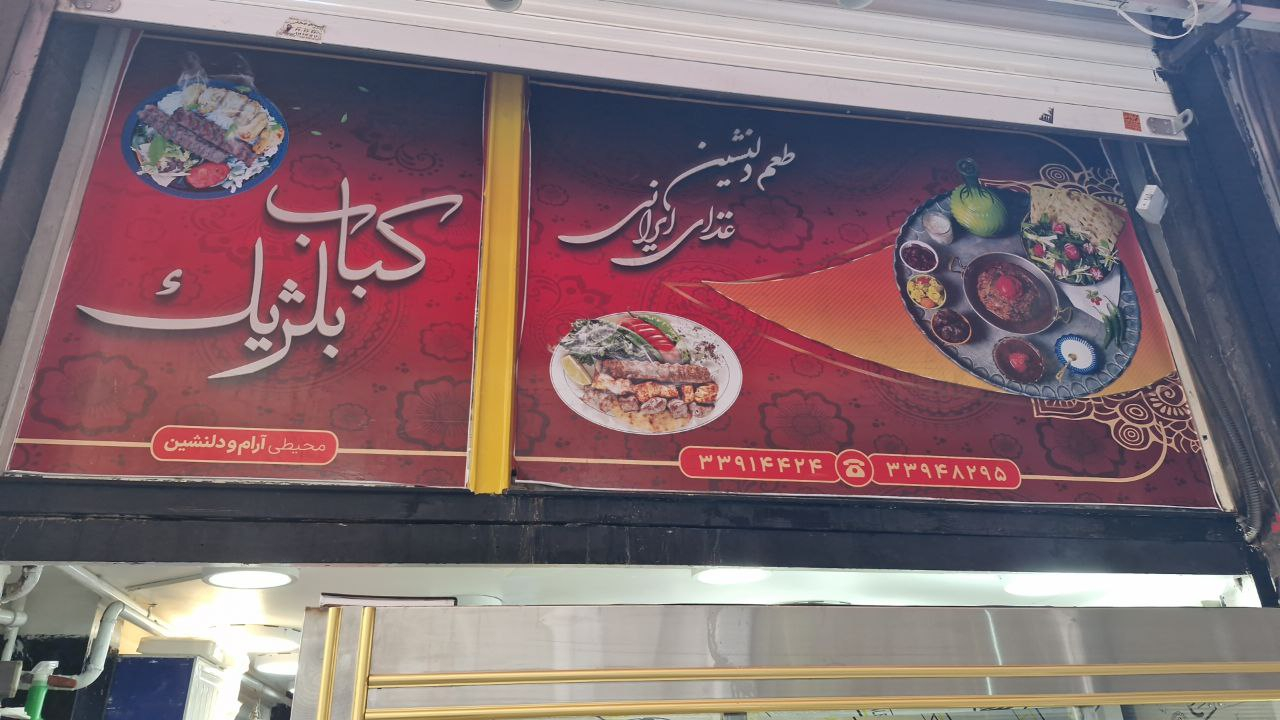 کباب
بلژیک
محیطی آرام و دلنشین
طعم دلنشین
غذای ایرانی
۳۳۹۱۴۴۲۴
۳۳۹۴۸۲۹۵